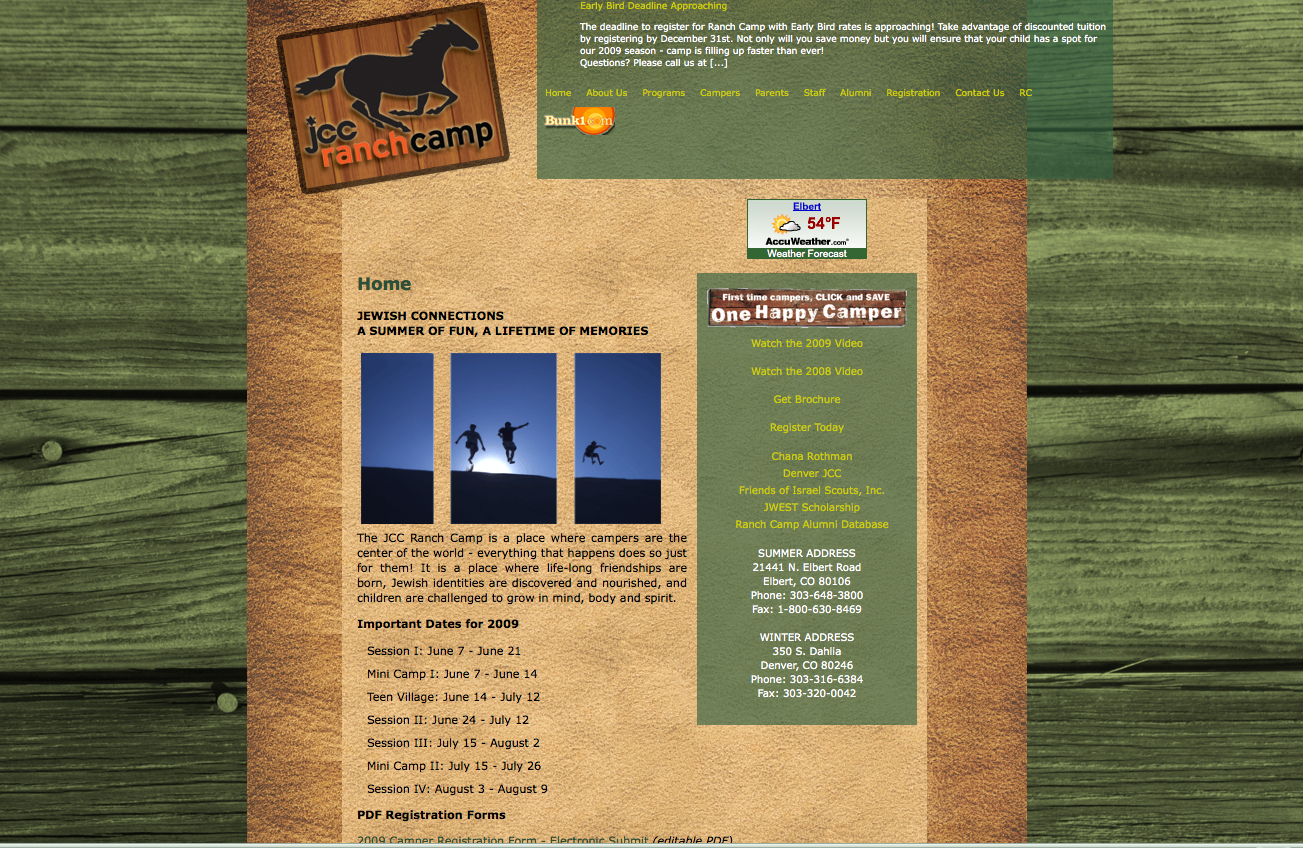 Early Bird Deadline Approaching
The deadline to register for Ranch Camp with Early Bird rates is approaching! Take advantage of discounted tuition
by registering by December 31st. Not only will you save money but you will ensure that your child has a spot for
our 2009 season - camp is filling up faster than ever!
Questions? Please call us at [...]
jcc
ranchcamp
Home About Us Programs Campers Parents Staff Alumni Registration Contact Us RC
Bunk1.com
Elbert
54°F
AccuWeather.com®
Weather Forecast
Home
JEWISH CONNECTIONS
A SUMMER OF FUN, A LIFETIME OF MEMORIES
The JCC Ranch Camp is a place where campers are the
center of the world - everything that happens does so just
for them! It is a place where life-long friendships are
born, Jewish identities are discovered and nourished, and
children are challenged to grow in mind, body and spirit.
Important Dates for 2009
Session I: June 7 - June 21
Mini Camp I: June 7 - June 14
Teen Village: June 14 - July 12
Session II: June 24 - July 12
Session III: July 15 - August 2
Mini Camp II: July 15 - July 26
Session IV: August 3 - August 9
PDF Registration Forms
2009 Camper Registration Form - Electronic Submit (editable PDF)
First time campers, CLICK and SAVE
One Happy Camper
Watch the 2009 Video
Watch the 2008 Video
Get Brochure
Register Today
Chana Rothman
Denver JCC
Friends of Israel Scouts, Inc.
JWEST Scholarship
Ranch Camp Alumni Database
SUMMER ADDRESS
21441 N. Elbert Road
Elbert, CO 80106
Phone: 303-648-3800
Fax: 1-800-630-8469
WINTER ADDRESS
350 S. Dahlia
Denver, CO 80246
Phone: 303-316-6384
Fax: 303-320-0042